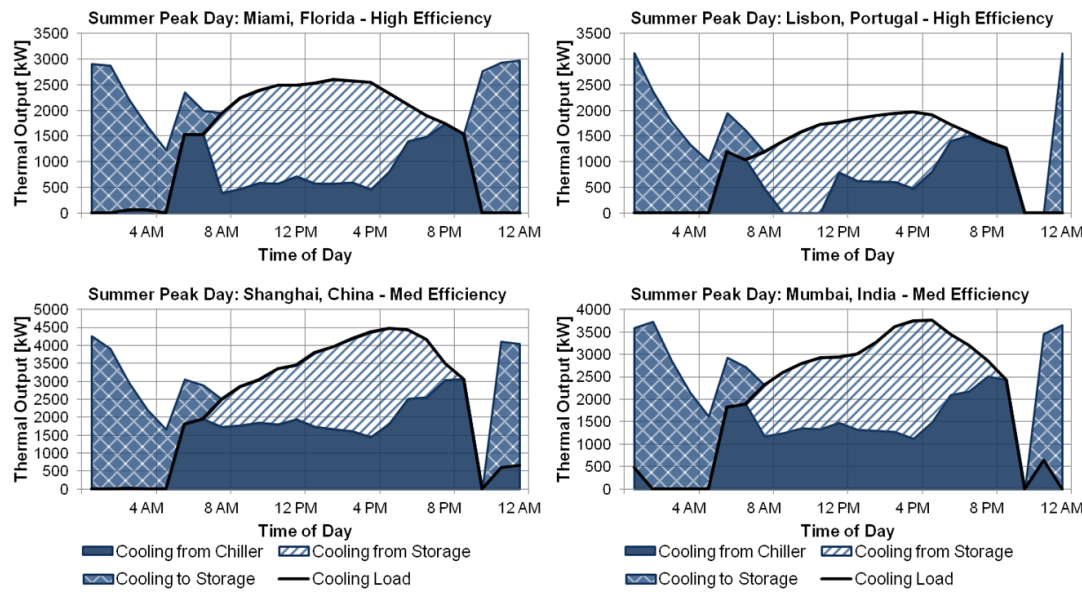 Summer Peak Day: Miami, Florida - High Efficiency
Thermal Output [kW]
3500
3000
2500
2000
1500
1000
500
0
4 AM 8 AM 12 PM 4 PM 8 PM 12 AM
Time of Day
Summer Peak Day: Lisbon, Portugal - High Efficiency
Thermal Output [kW]
3500
3000
2500
2000
1500
1000
500
0
4 AM 8 AM 12 PM 4 PM 8 PM 12 AM
Time of Day
Summer Peak Day: Shanghai, China - Med Efficiency
Thermal Output [kW]
5000
4500
4000
3500
3000
2500
2000
1500
1000
500
0
4 AM 8 AM 12 PM 4 PM 8 PM 12 AM
Time of Day
Cooling from Chiller Cooling from Storage
Cooling to Storage Cooling Load
Summer Peak Day: Mumbai, India - Med Efficiency
Thermal Output [kW]
4000
3500
3000
2500
2000
1500
1000
500
0
4 AM 8 AM 12 PM 4 PM 8 PM 12 AM
Time of Day
Cooling from Chiller Cooling from Storage
Cooling to Storage Cooling Load